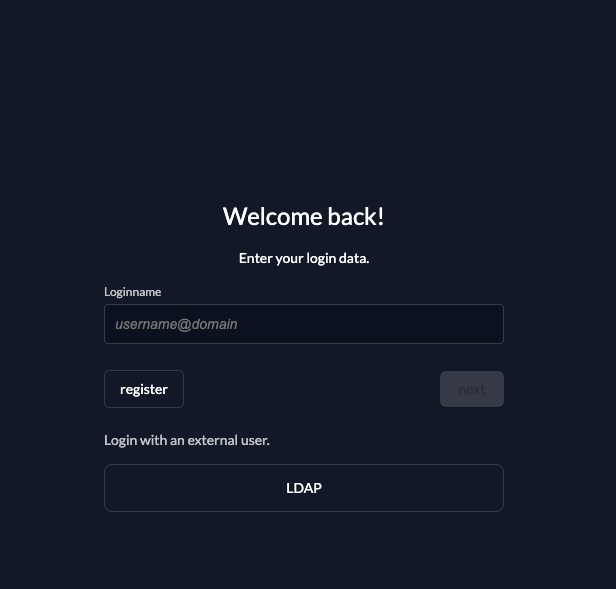 Welcome back!
Enter your login data.
Loginname
username@domain
register
next
Login with an external user.
LDAP